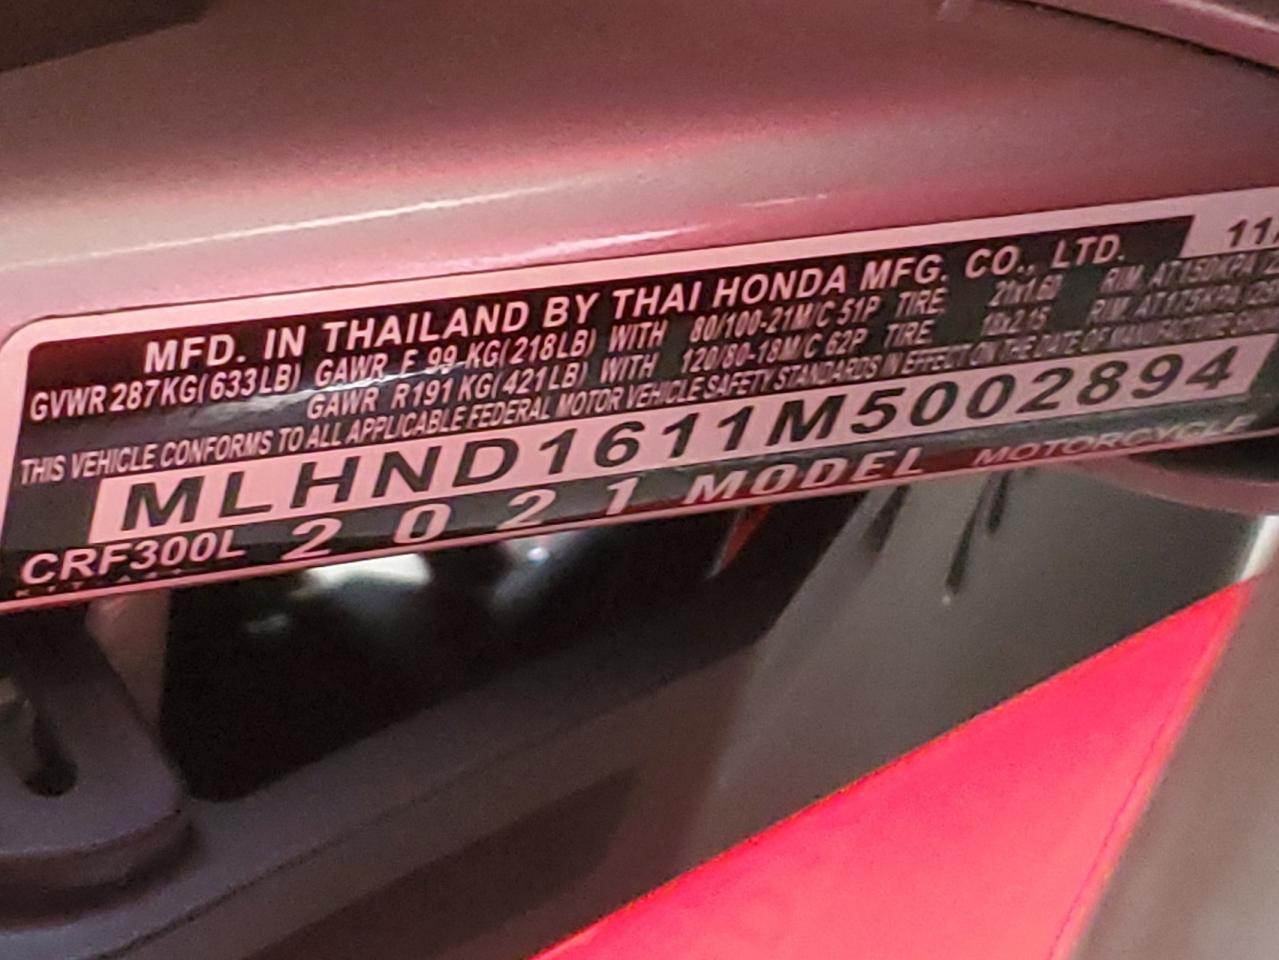 MFD. IN THAILAND BY THAI HONDA MFG. CO., LTD. 11/
GVWR 287KG(633LB) GAWR F 99 KG(218LB) WITH 80/100-21M/C 51P TIRE 21x1.60 RIM, AT150KPA
GAWR R191KG(421LB) WITH 120/80-18M/C 62P TIRE 18x2.15 RIM, AT175KPA
THIS VEHICLE CONFORMS TO ALL APPLICABLE FEDERAL MOTOR VEHICLE SAFETY STANDARDS IN EFFECT ON THE DATE OF MANUFACTURE SHOWN
MLHND1611M5002894
CRF300L 2021 MODEL MOTORCYCLE